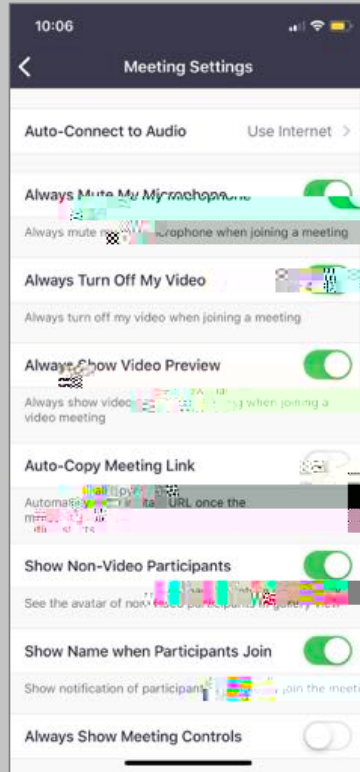 10:06
Meeting Settings
Auto-Connect to Audio
Use Internet >
Always Mute My Microphone
Always mute microphone when joining a meeting
Always Turn Off My Video
Always turn off my video when joining a meeting
Always Show Video Preview
Always show video when joining a
video meeting
Auto-Copy Meeting Link
URL once the
Show Non-Video Participants
See the avatar of
Show Name when Participants Join
Show notification of join the
Always Show Meeting Controls